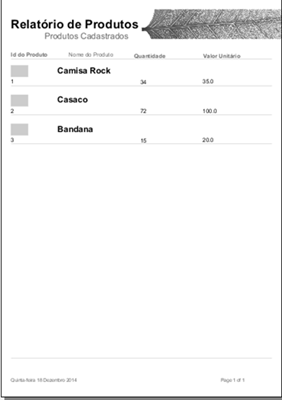 Relatório de Produtos
Produtos Cadastrados
Id do Produto Nome do Produto Quantidade Valor Unitário
Camisa Rock
1 34 35.0
Casaco
2 72 100.0
Bandana
3 15 20.0
Quinta-feira 18 Dezembro 2014 Page 1 of 1